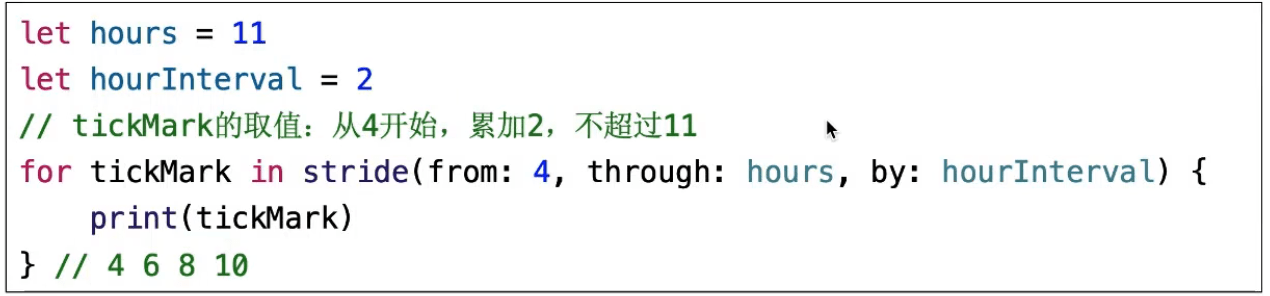 let hours = 11
let hourInterval = 2
// tickMark的取值：从4开始，累加2，不超过11
for tickMark in stride(from: 4, through: hours, by: hourInterval) {
    print(tickMark)
} // 4 6 8 10